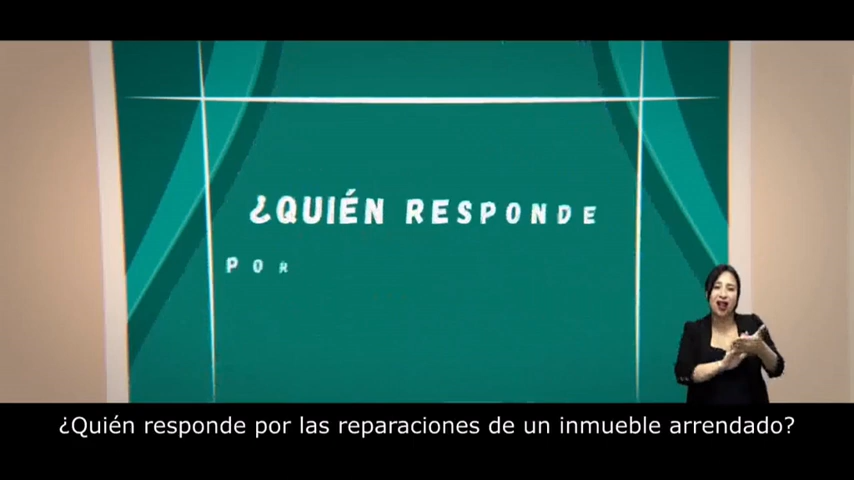 ¿QUIÉN RESPONDE
POR
¿Quién responde por las reparaciones de un inmueble arrendado?